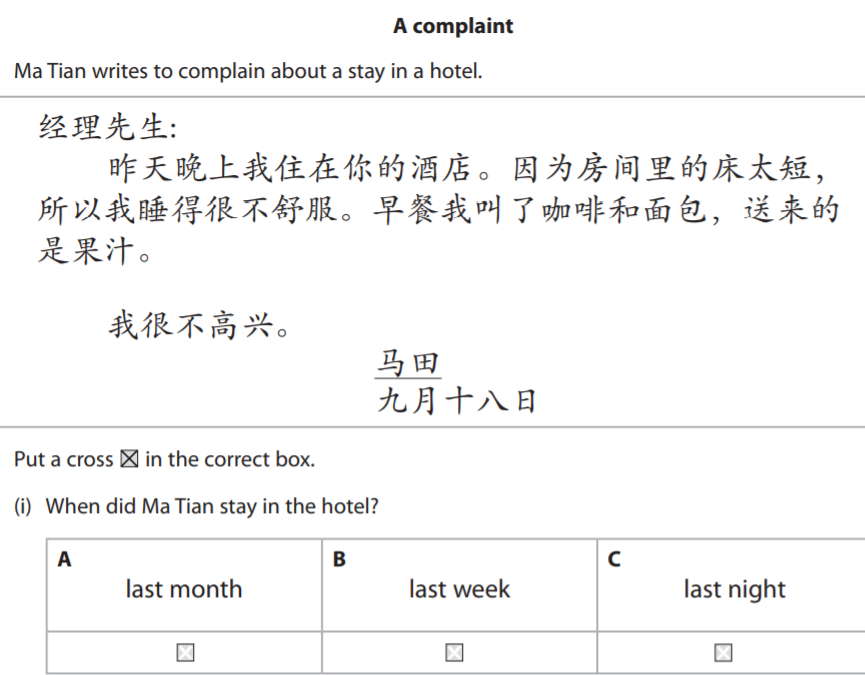 A complaint
Ma Tian writes to complain about a stay in a hotel.
经理先生:
昨天晚上我住在你的酒店。因为房间里的床太短，
所以我睡得很不舒服。早餐我叫了咖啡和面包，送来的
是果汁。
我很不高兴。
马田
九月十八日
Put a cross ☒ in the correct box.
(i) When did Ma Tian stay in the hotel?
A B C
last month last week last night